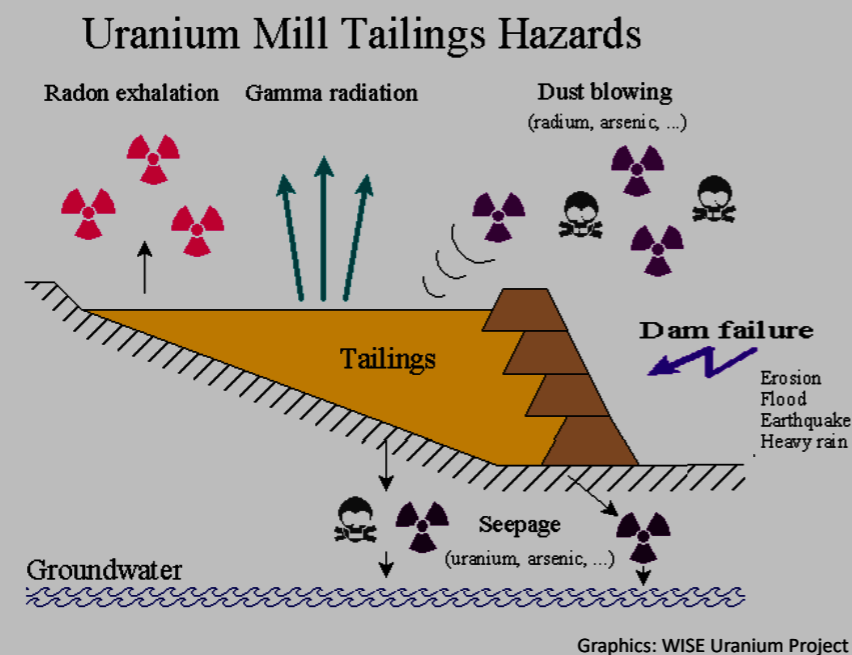 Uranium Mill Tailings Hazards
Radon exhalation
Gamma radiation
Dust blowing
(radium, arsenic, ...)
Tailings
Dam failure
Erosion
Flood
Earthquake
Heavy rain
Seepage
(uranium, arsenic, ...)
Groundwater
Graphics: WISE Uranium Project